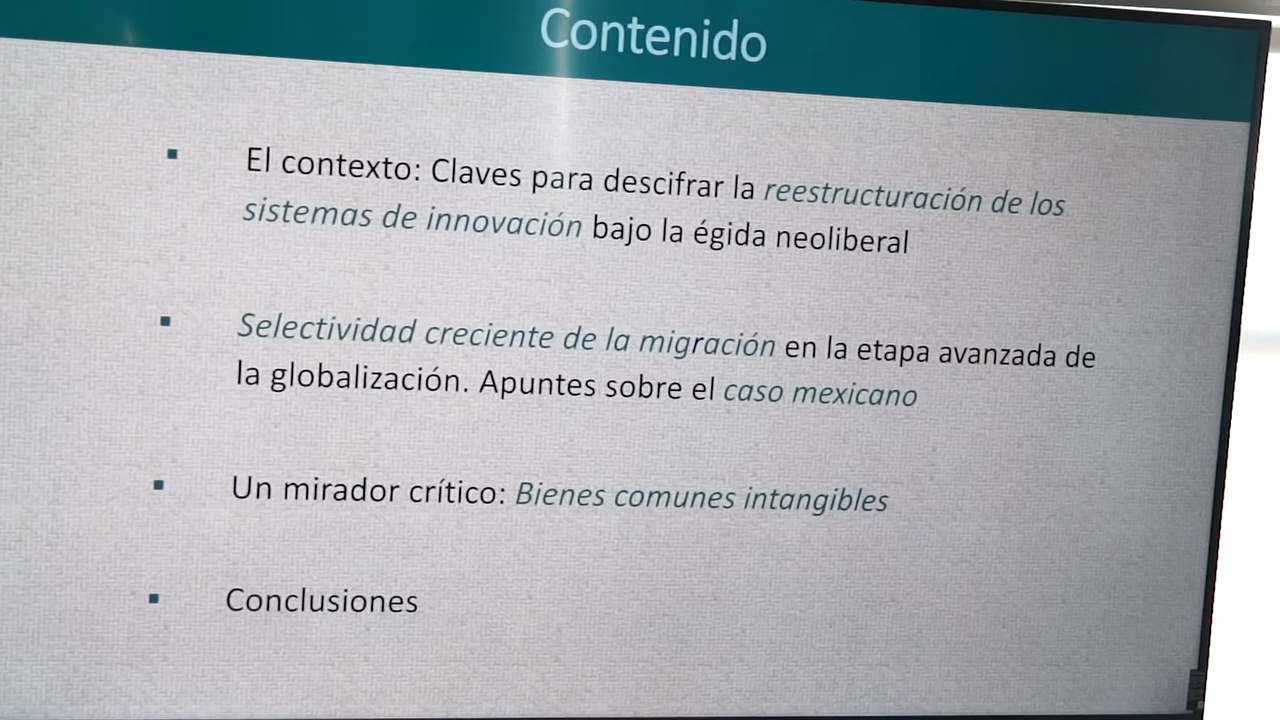 Contenido
El contexto: Claves para descifrar la reestructuración de los
sistemas de innovación bajo la égida neoliberal
Selectividad creciente de la migración en la etapa avanzada de
la globalización. Apuntes sobre el caso mexicano
Un mirador crítico: Bienes comunes intangibles
Conclusiones